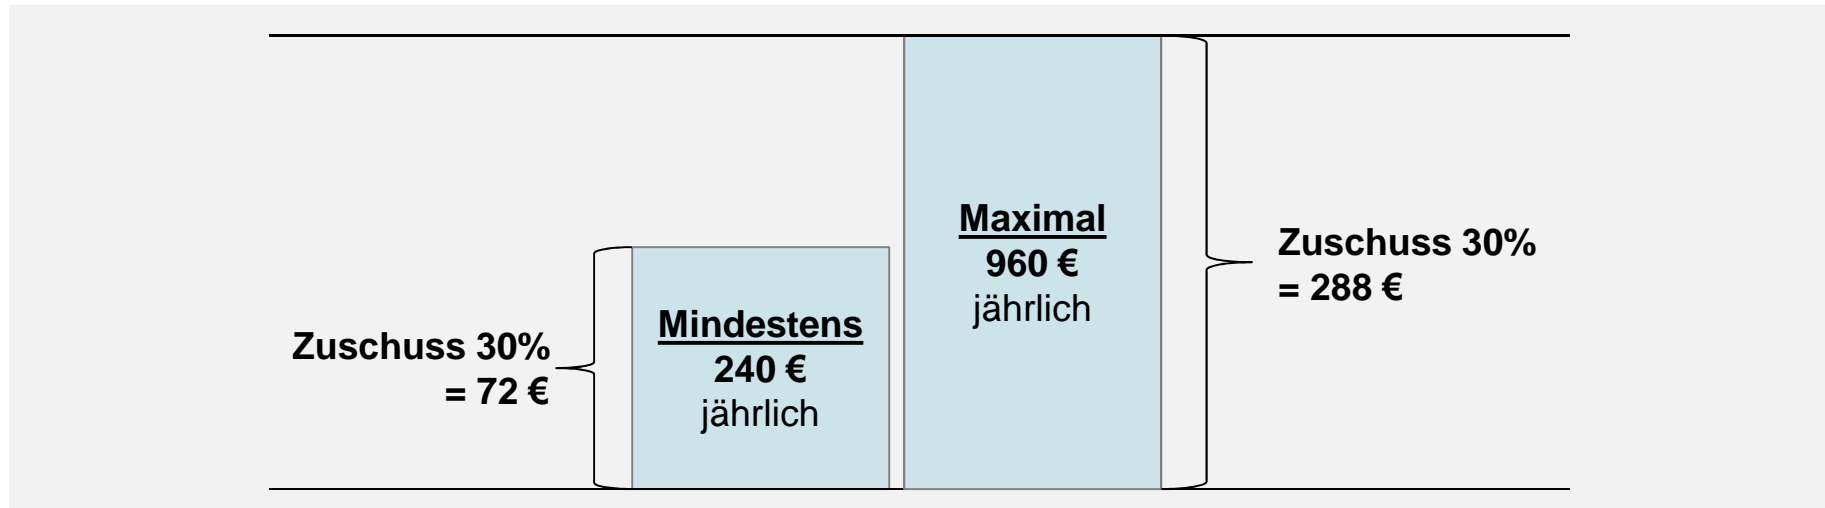 Zuschuss 30%
= 72 €
Mindestens
240 €
jährlich
Maximal
960 €
jährlich
Zuschuss 30%
= 288 €